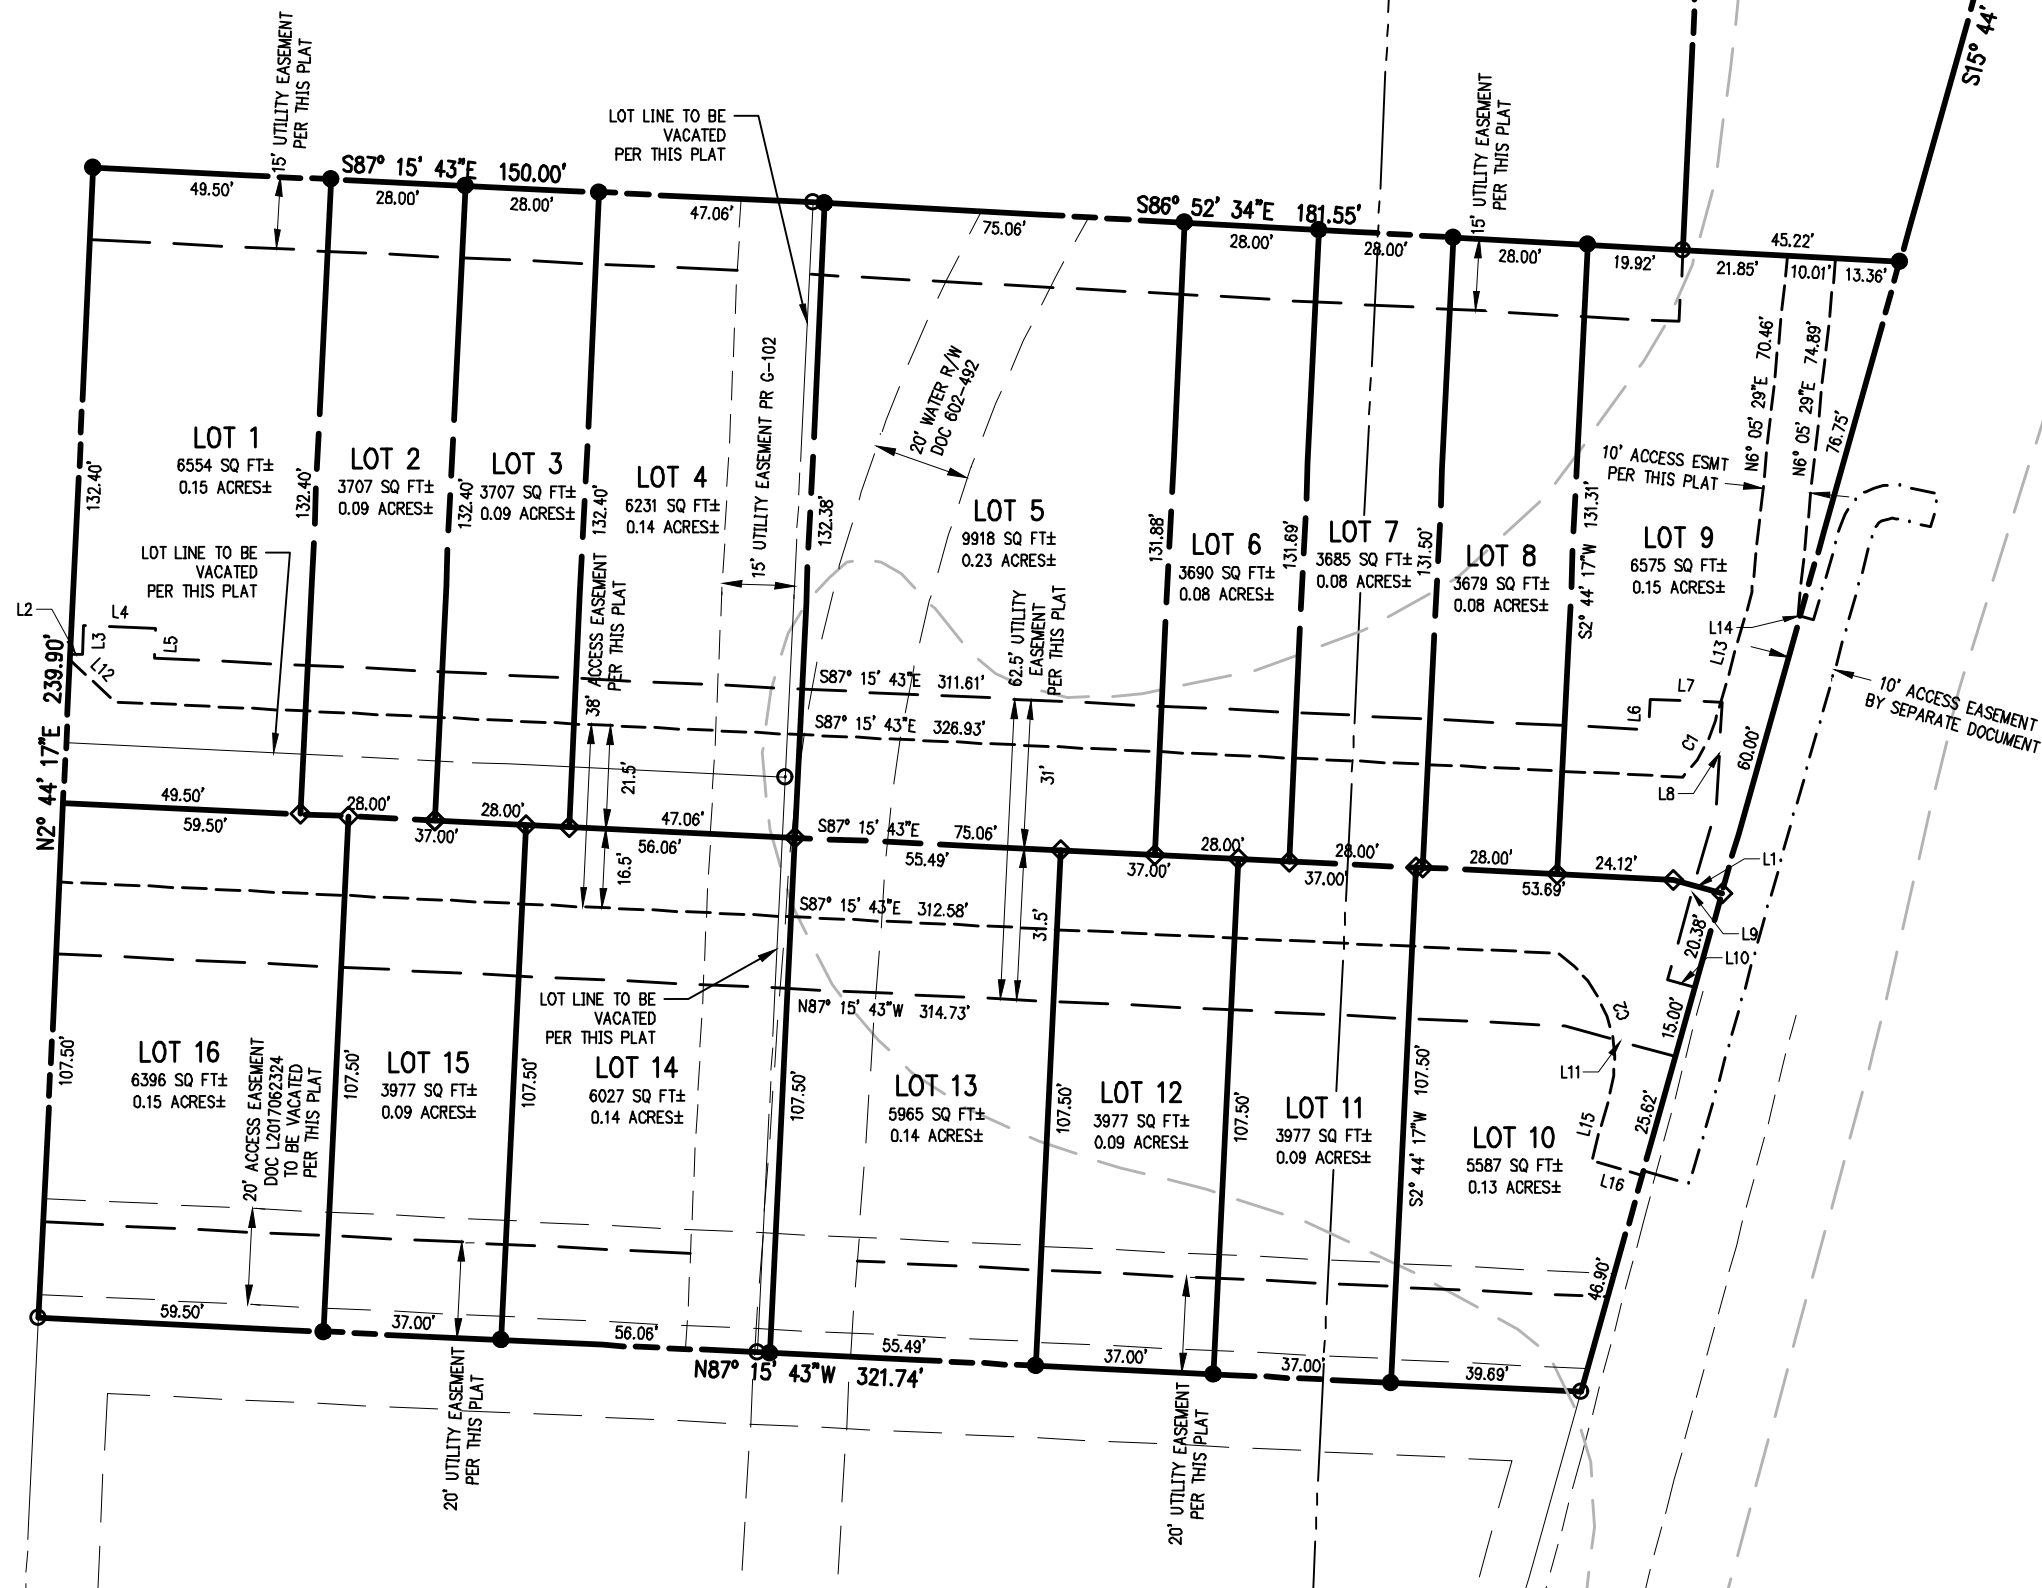 S15° 44'
15' UTILITY EASEMENT
PER THIS PLAT
LOT LINE TO BE
VACATED
PER THIS PLAT
15' UTILITY EASEMENT
PER THIS PLAT
S87° 15' 43"E 150.00'
49.50'
28.00'
28.00'
47.06'
75.06'
S86° 52' 34"E 181.55'
28.00'
28.00'
28.00'
19.92'
45.22'
21.85'
10.01'
13.36'
N6° 05' 29"E 70.46'
N6° 05' 29"E 74.89'
76.75'
15' UTILITY EASEMENT PR G-102
20' WATER R/W
DOC 602-492
LOT 1
6554 SQ FT±
0.15 ACRES±
LOT 2
3707 SQ FT±
0.09 ACRES±
LOT 3
3707 SQ FT±
0.09 ACRES±
LOT 4
6231 SQ FT±
0.14 ACRES±
LOT 5
9918 SQ FT±
0.23 ACRES±
LOT 6
3690 SQ FT±
0.08 ACRES±
LOT 7
3685 SQ FT±
0.08 ACRES±
LOT 8
3679 SQ FT±
0.08 ACRES±
LOT 9
6575 SQ FT±
0.15 ACRES±
10' ACCESS ESMT
PER THIS PLAT
132.40'
132.40'
132.40'
132.40'
132.38'
131.88'
131.69'
131.50'
S2° 44' 17"W 131.31'
LOT LINE TO BE
VACATED
PER THIS PLAT
L2
L4
L3
L5
L12
38' ACCESS EASEMENT
PER THIS PLAT
62.5' UTILITY
EASEMENT
PER THIS PLAT
L14
L13
L7
L6
C1
L8
60.00'
10' ACCESS EASEMENT
BY SEPARATE DOCUMENT
N2° 44' 17"E 239.90'
S87° 15' 43"E 311.61'
S87° 15' 43"E 326.93'
21.5'
31'
49.50'
59.50'
28.00'
37.00'
28.00'
47.06'
56.06'
S87° 15' 43"E 75.06'
55.49'
28.00'
37.00'
28.00'
37.00'
28.00'
53.69'
24.12'
L1
16.5'
31.5'
S87° 15' 43"E 312.58'
L9
20.38'
L10
LOT LINE TO BE
VACATED
PER THIS PLAT
N87° 15' 43"W 314.73'
C2
15.00'
L11
25.62'
L15
L16
LOT 16
6396 SQ FT±
0.15 ACRES±
LOT 15
3977 SQ FT±
0.09 ACRES±
LOT 14
6027 SQ FT±
0.14 ACRES±
LOT 13
5965 SQ FT±
0.14 ACRES±
LOT 12
3977 SQ FT±
0.09 ACRES±
LOT 11
3977 SQ FT±
0.09 ACRES±
LOT 10
5587 SQ FT±
0.13 ACRES±
107.50'
107.50'
107.50'
107.50'
107.50'
107.50'
S2° 44' 17"W 107.50'
20' ACCESS EASEMENT
DOC L2017062324
TO BE VACATED
PER THIS PLAT
46.90'
59.50'
37.00'
56.06'
55.49'
37.00'
37.00'
39.69'
N87° 15' 43"W 321.74'
20' UTILITY EASEMENT
PER THIS PLAT
20' UTILITY EASEMENT
PER THIS PLAT